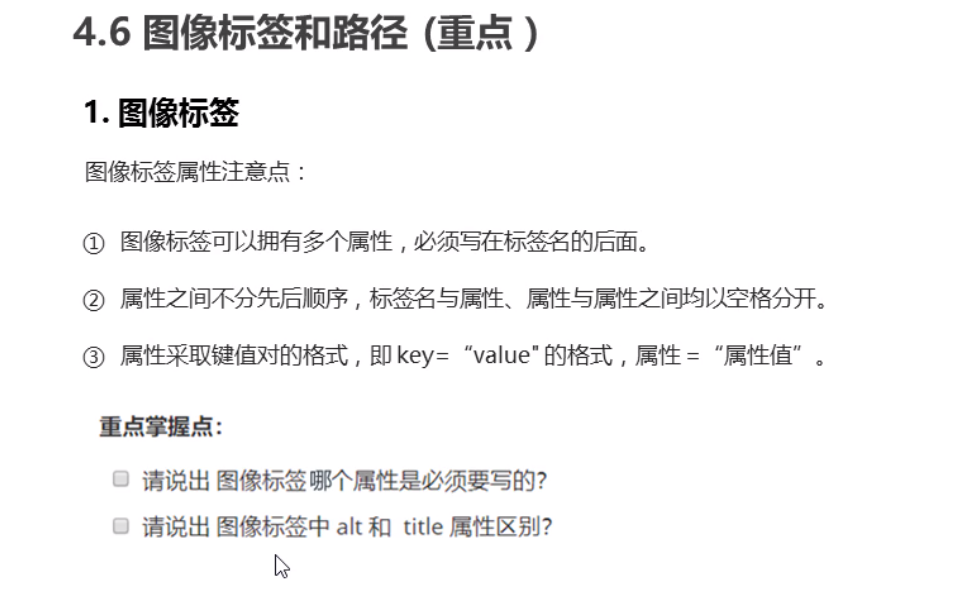 4.6 图像标签和路径 (重点）
1. 图像标签
图像标签属性注意点：
① 图像标签可以拥有多个属性，必须写在标签名的后面。
② 属性之间不分先后顺序，标签名与属性、属性与属性之间均以空格分开。
③ 属性采取键值对的格式，即 key=“value" 的格式，属性 =“属性值”。
重点掌握点：
请说出 图像标签哪个属性是必须要写的?
请说出 图像标签中 alt 和 title 属性区别?